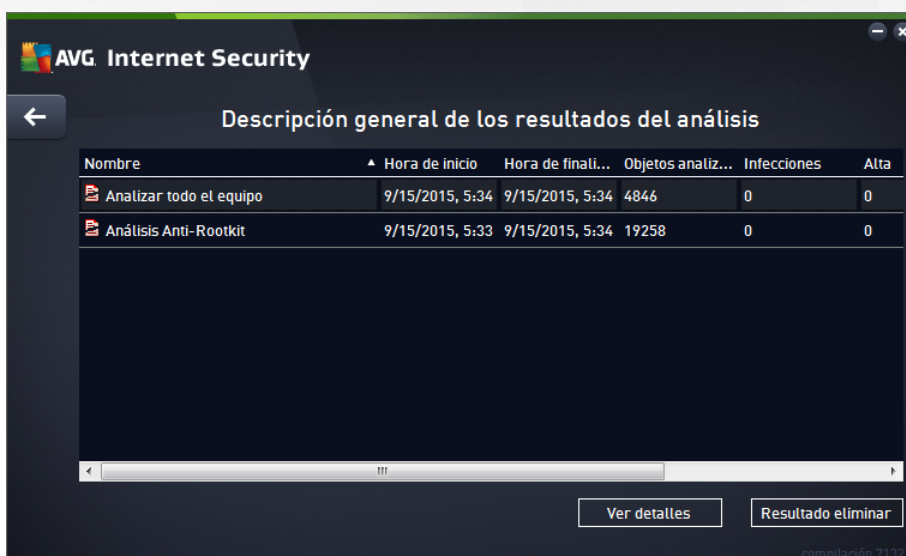 AVG. Internet Security
Descripción general de los resultados del análisis
Nombre Hora de inicio Hora de finali... Objetos analiz... Infecciones Alta
Analizar todo el equipo 9/15/2015, 5:34 9/15/2015, 5:34 4846 0 0
Análisis Anti-Rootkit 9/15/2015, 5:33 9/15/2015, 5:34 19258 0 0
Ver detalles Resultado eliminar
compilación 7132